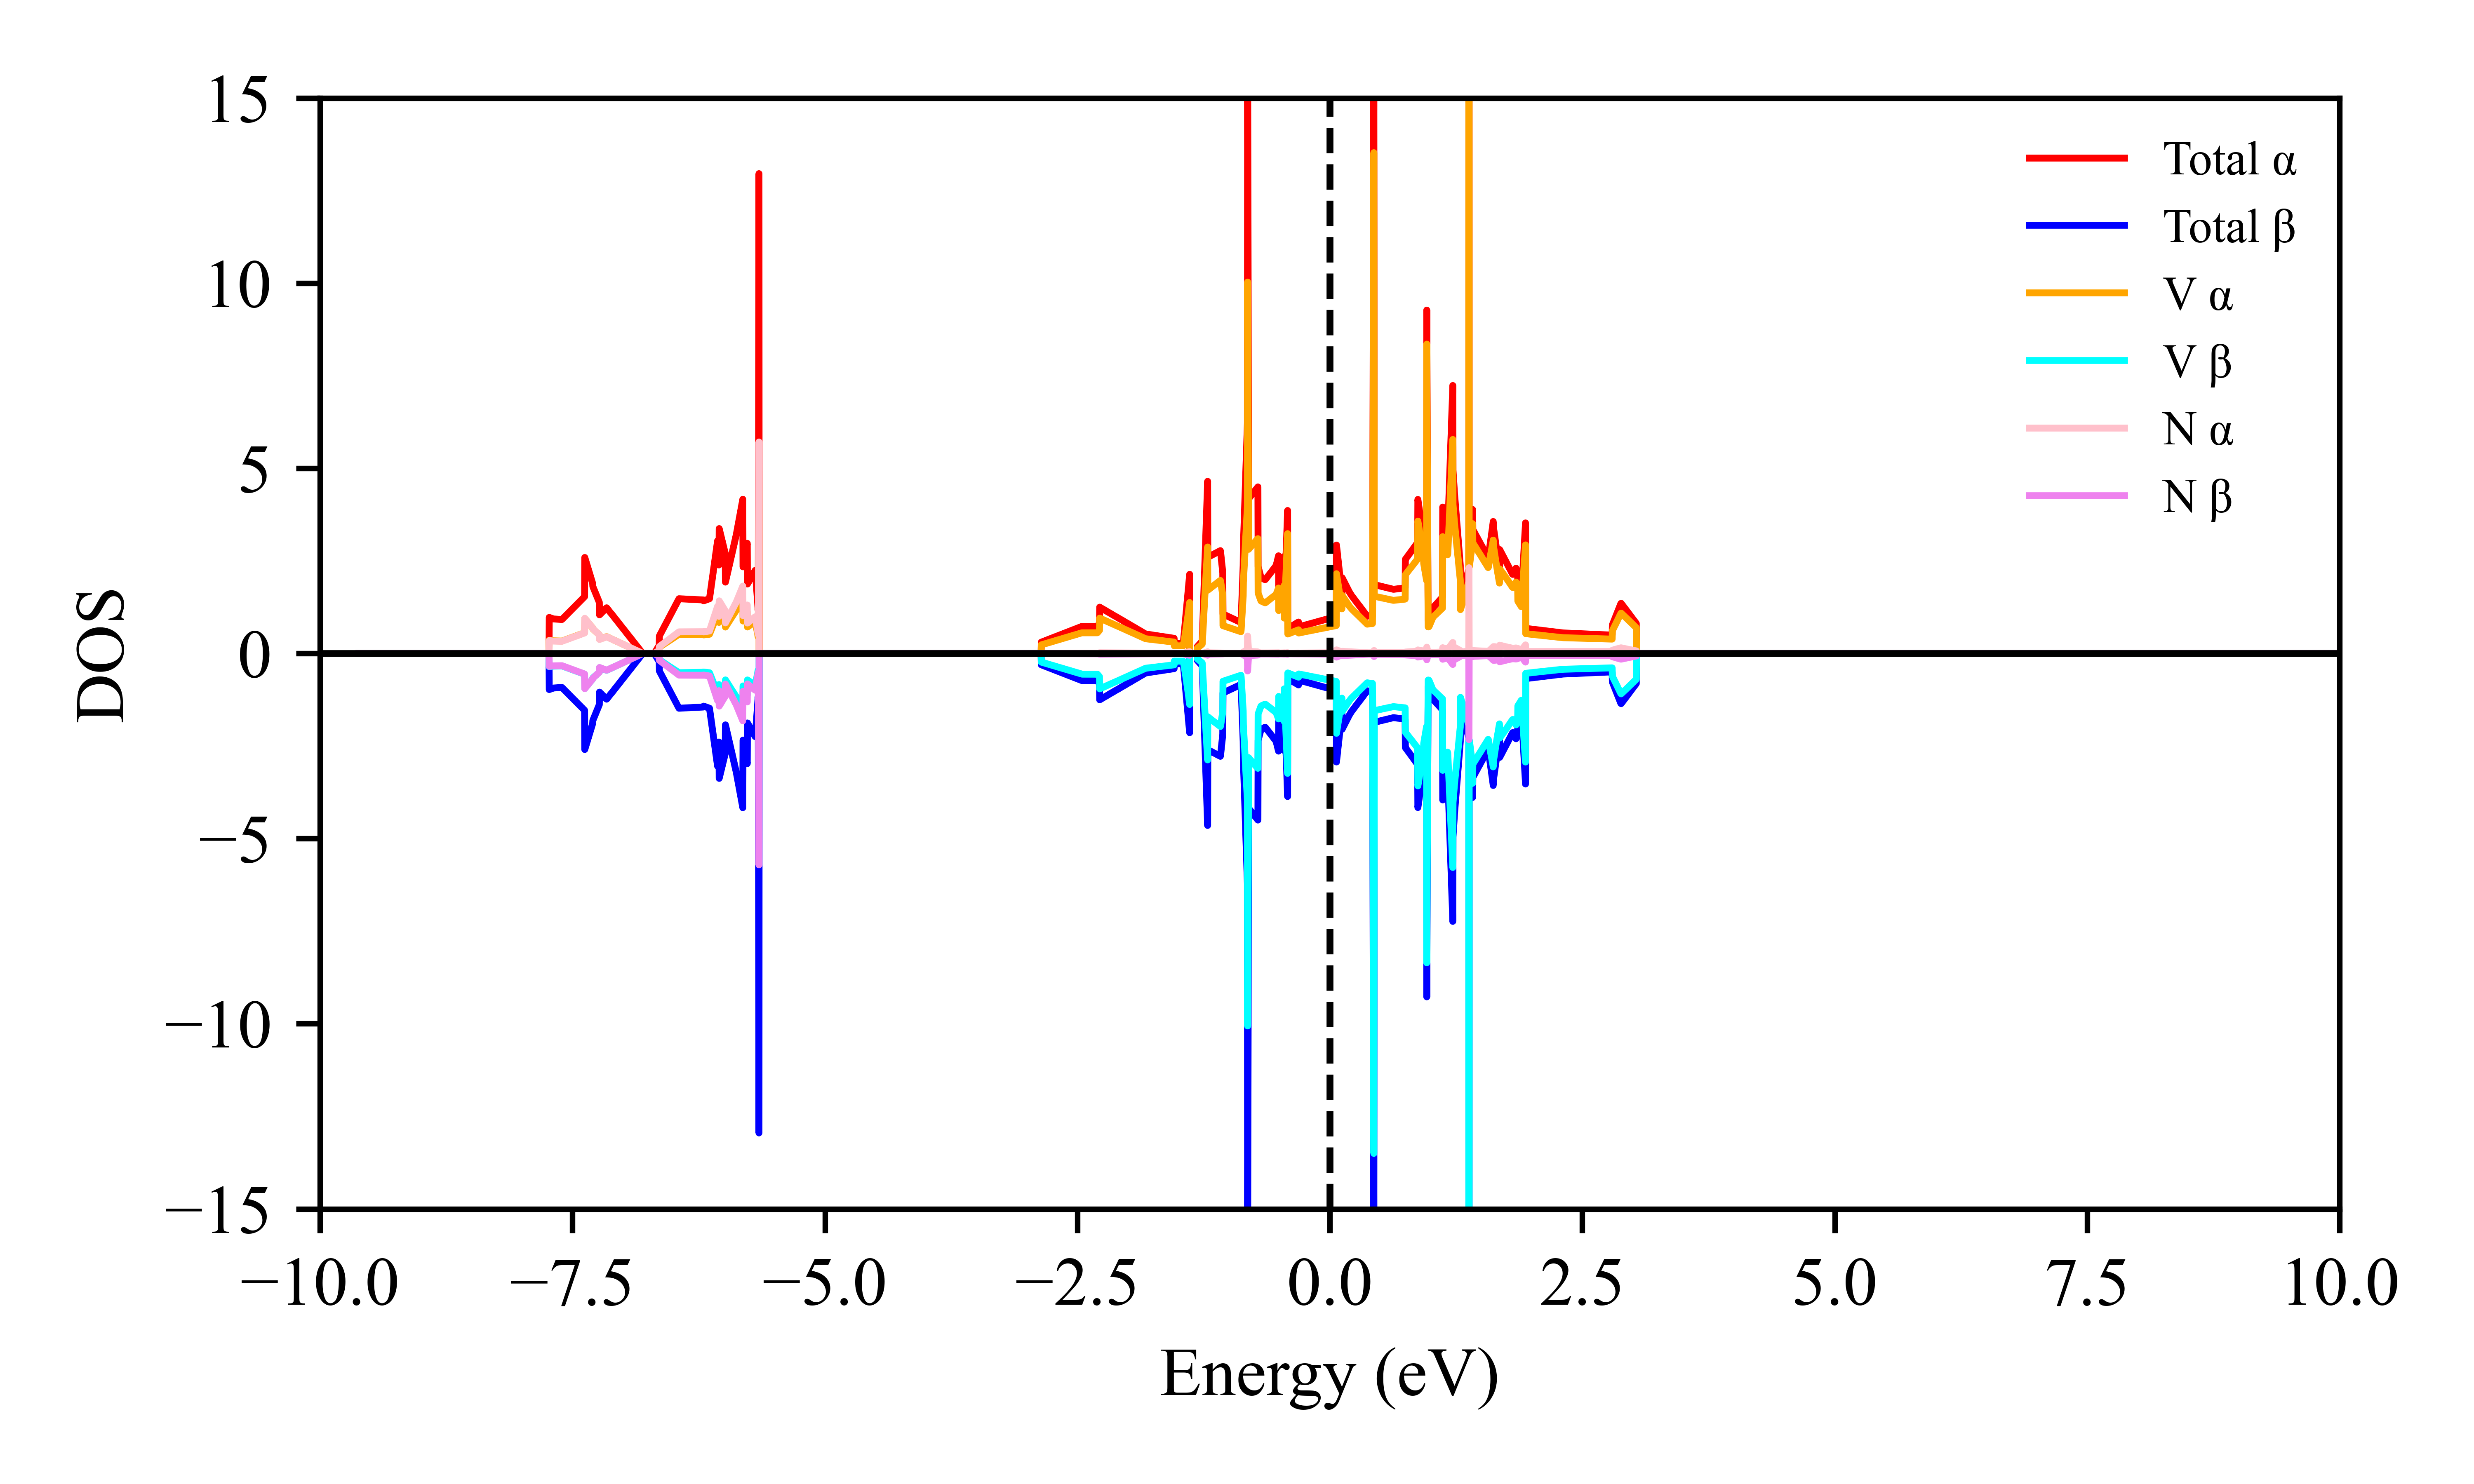 15
10
5
0
−5
−10
−15
DOS
−10.0 −7.5 −5.0 −2.5 0.0 2.5 5.0 7.5 10.0
Energy (eV)
Total α
Total β
V α
V β
N α
N β